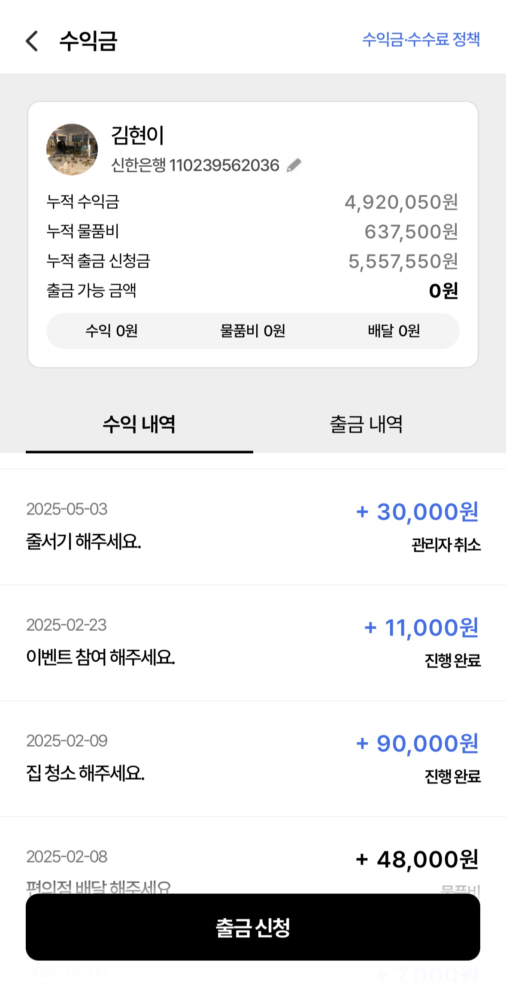 수익금
수익금·수수료 정책
김현이
신한은행 110239562036
누적 수익금 4,920,050원
누적 물품비 637,500원
누적 출금 신청금 5,557,550원
출금 가능 금액 0원
수익 0원 물품비 0원 배달 0원
수익 내역 출금 내역
2025-05-03 + 30,000원
줄서기 해주세요. 관리자 취소
2025-02-23 + 11,000원
이벤트 참여 해주세요. 진행 완료
2025-02-09 + 90,000원
집 청소 해주세요. 진행 완료
2025-02-08 + 48,000원
편의점 배달 해주세요. 물품비
출금 신청
2025-02-08 + 7,000원